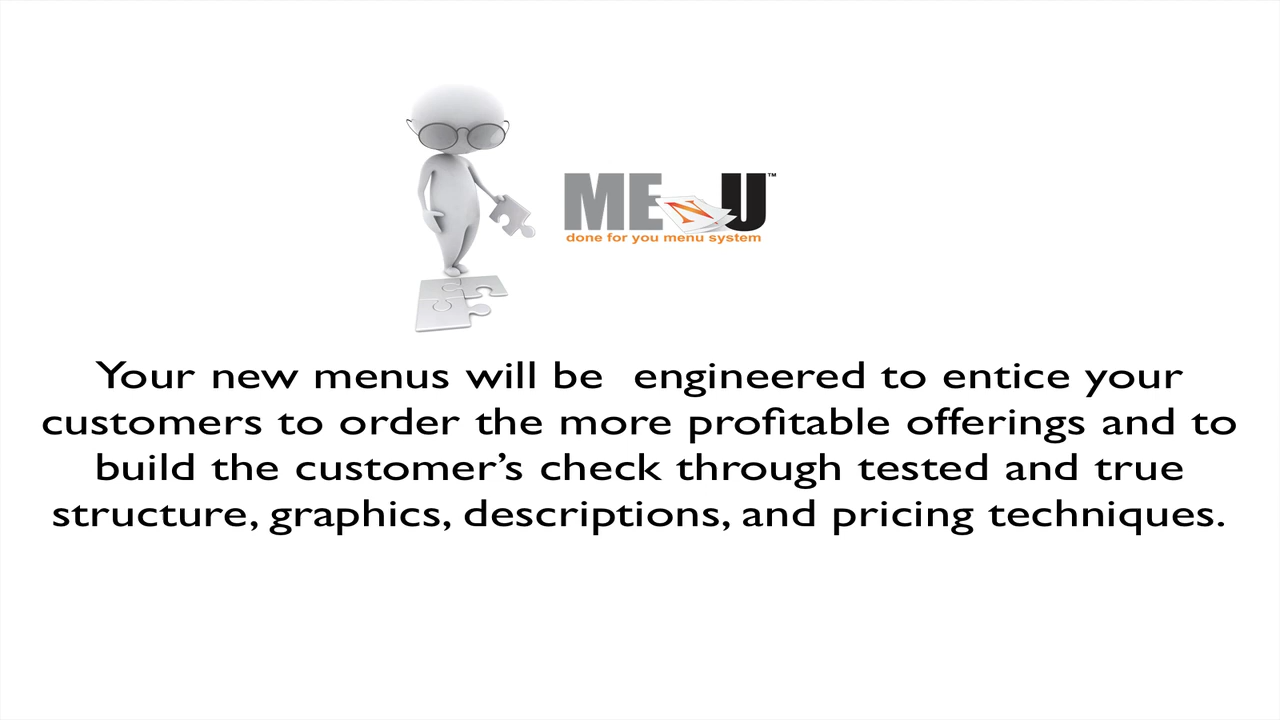 MENU™
done for you menu system
Your new menus will be  engineered to entice your
customers to order the more profitable offerings and to
build the customer’s check through tested and true
structure, graphics, descriptions, and pricing techniques.